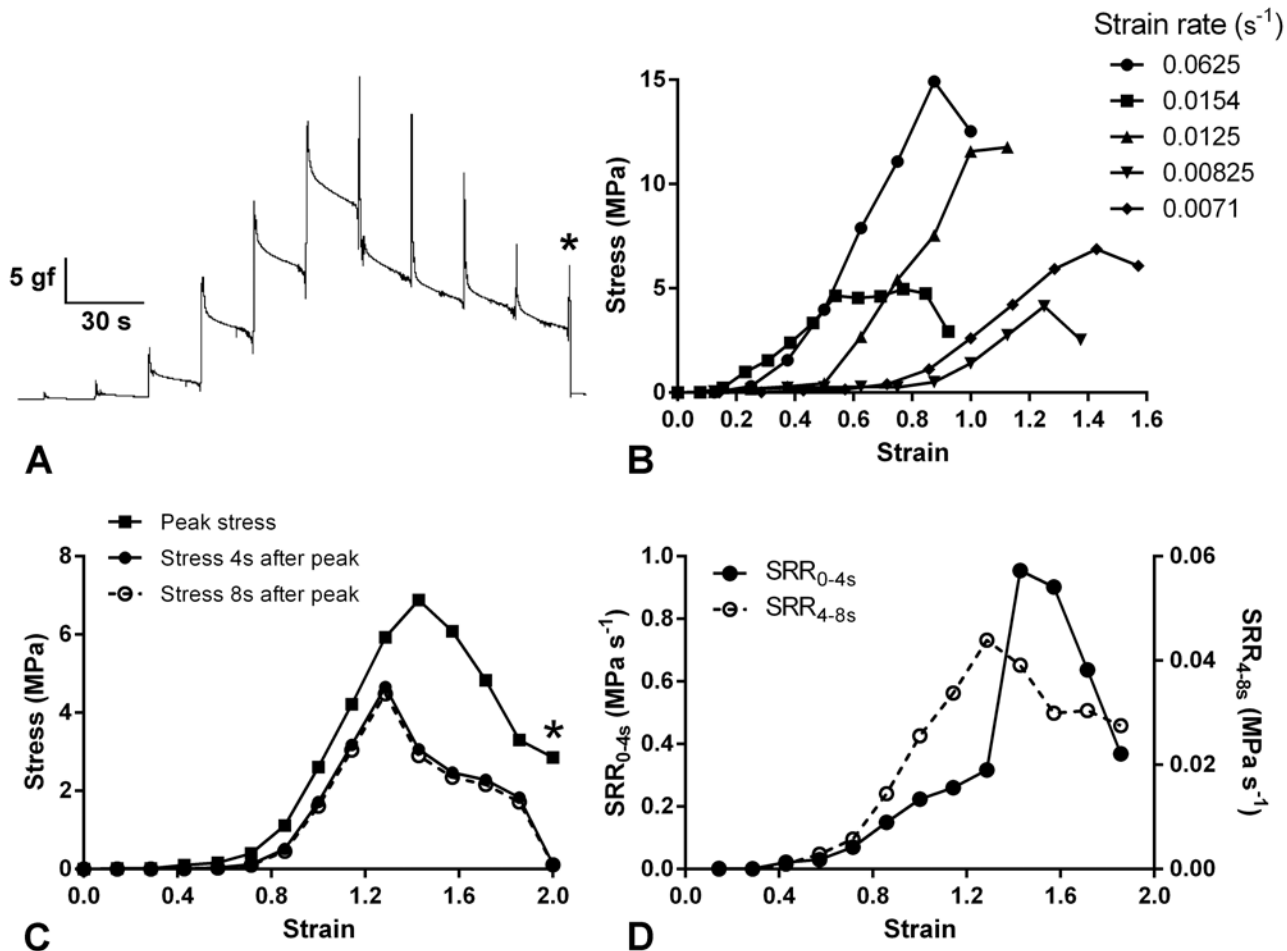 5 gf
30 s
*
A
Strain rate (s⁻¹)
0.0625
0.0154
0.0125
0.00825
0.0071
15
10
5
0
Stress (MPa)
0.0 0.2 0.4 0.6 0.8 1.0 1.2 1.4 1.6
Strain
B
Peak stress
Stress 4s after peak
Stress 8s after peak
8
6
4
2
0
Stress (MPa)
*
0.0 0.4 0.8 1.2 1.6 2.0
Strain
C
SRR₀₋₄ₛ
SRR₄₋₈ₛ
1.0
0.8
0.6
0.4
0.2
0.0
SRR₀₋₄ₛ (MPa s⁻¹)
0.06
0.04
0.02
0.00
SRR₄₋₈ₛ (MPa s⁻¹)
0.0 0.4 0.8 1.2 1.6 2.0
Strain
D